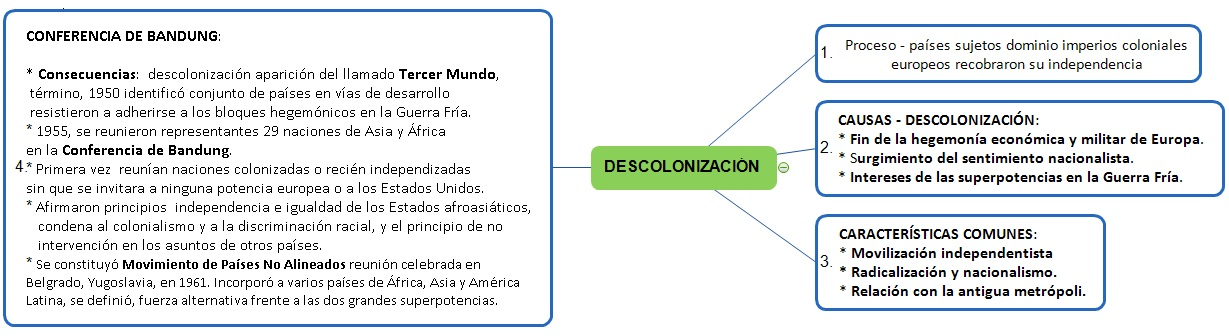 DESCOLONIZACIÓN
1.
Proceso - países sujetos dominio imperios coloniales
europeos recobraron su independencia
2.
CAUSAS - DESCOLONIZACIÓN:
* Fin de la hegemonía económica y militar de Europa.
* Surgimiento del sentimiento nacionalista.
* Intereses de las superpotencias en la Guerra Fría.
3.
CARACTERÍSTICAS COMUNES:
* Movilización independentista
* Radicalización y nacionalismo.
* Relación con la antigua metrópoli.
4.
CONFERENCIA DE BANDUNG:
* Consecuencias: descolonización aparición del llamado Tercer Mundo,
término, 1950 identificó conjunto de países en vías de desarrollo
resistieron a adherirse a los bloques hegemónicos en la Guerra Fría.
* 1955, se reunieron representantes 29 naciones de Asia y África
en la Conferencia de Bandung.
* Primera vez reunían naciones colonizadas o recién independizadas
sin que se invitara a ninguna potencia europea o a los Estados Unidos.
* Afirmaron principios independencia e igualdad de los Estados afroasiáticos,
condena al colonialismo y a la discriminación racial, y el principio de no
intervención en los asuntos de otros países.
* Se constituyó Movimiento de Países No Alineados reunión celebrada en
Belgrado, Yugoslavia, en 1961. Incorporó a varios países de África, Asia y América
Latina, se definió, fuerza alternativa frente a las dos grandes superpotencias.